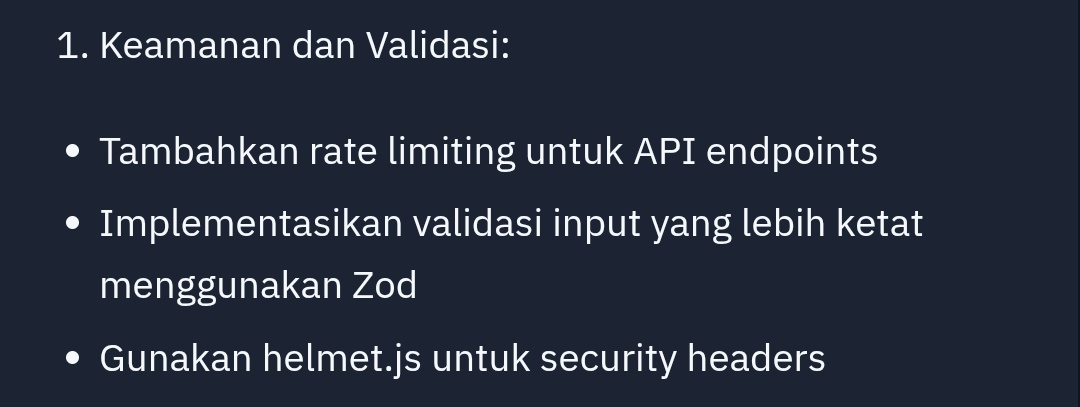 1. Keamanan dan Validasi:
• Tambahkan rate limiting untuk API endpoints
• Implementasikan validasi input yang lebih ketat
menggunakan Zod
• Gunakan helmet.js untuk security headers